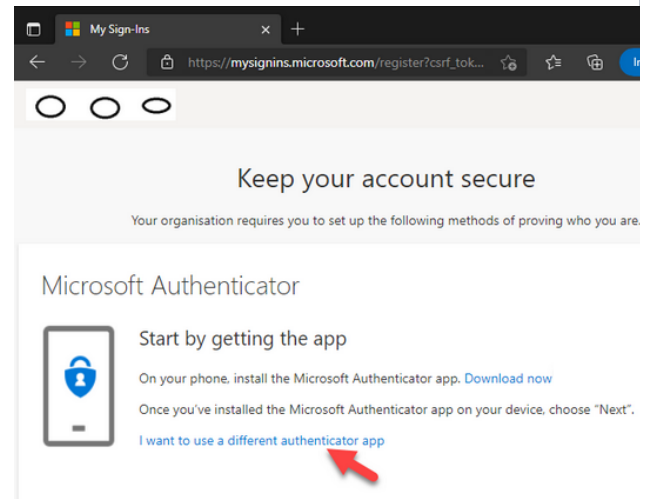 My Sign-Ins
https://mysignins.microsoft.com/register?csrf_tok...
Keep your account secure
Your organisation requires you to set up the following methods of proving who you are.
Microsoft Authenticator
Start by getting the app
On your phone, install the Microsoft Authenticator app. Download now
Once you've installed the Microsoft Authenticator app on your device, choose "Next".
I want to use a different authenticator app